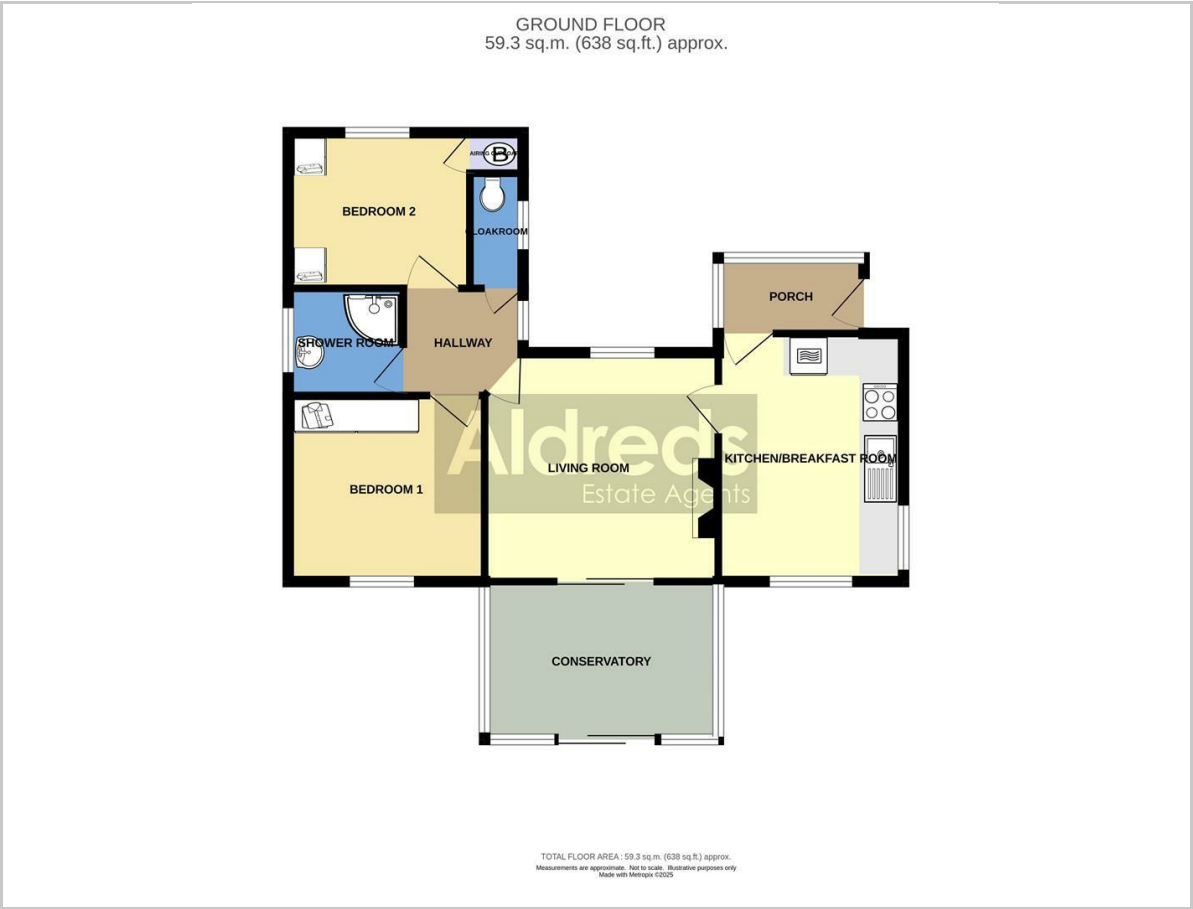 GROUND FLOOR
59.3 sq.m. (638 sq.ft.) approx.
B
BEDROOM 2
CLOAKROOM
PORCH
SHOWER ROOM
HALLWAY
KITCHEN/BREAKFAST ROOM
LIVING ROOM
Aldreds
Estate Agents
BEDROOM 1
CONSERVATORY
TOTAL FLOOR AREA : 59.3 sq.m. (638 sq.ft.) approx.
Measurements are approximate. Not to scale. Illustrative purposes only
Made with Metropix ©2025